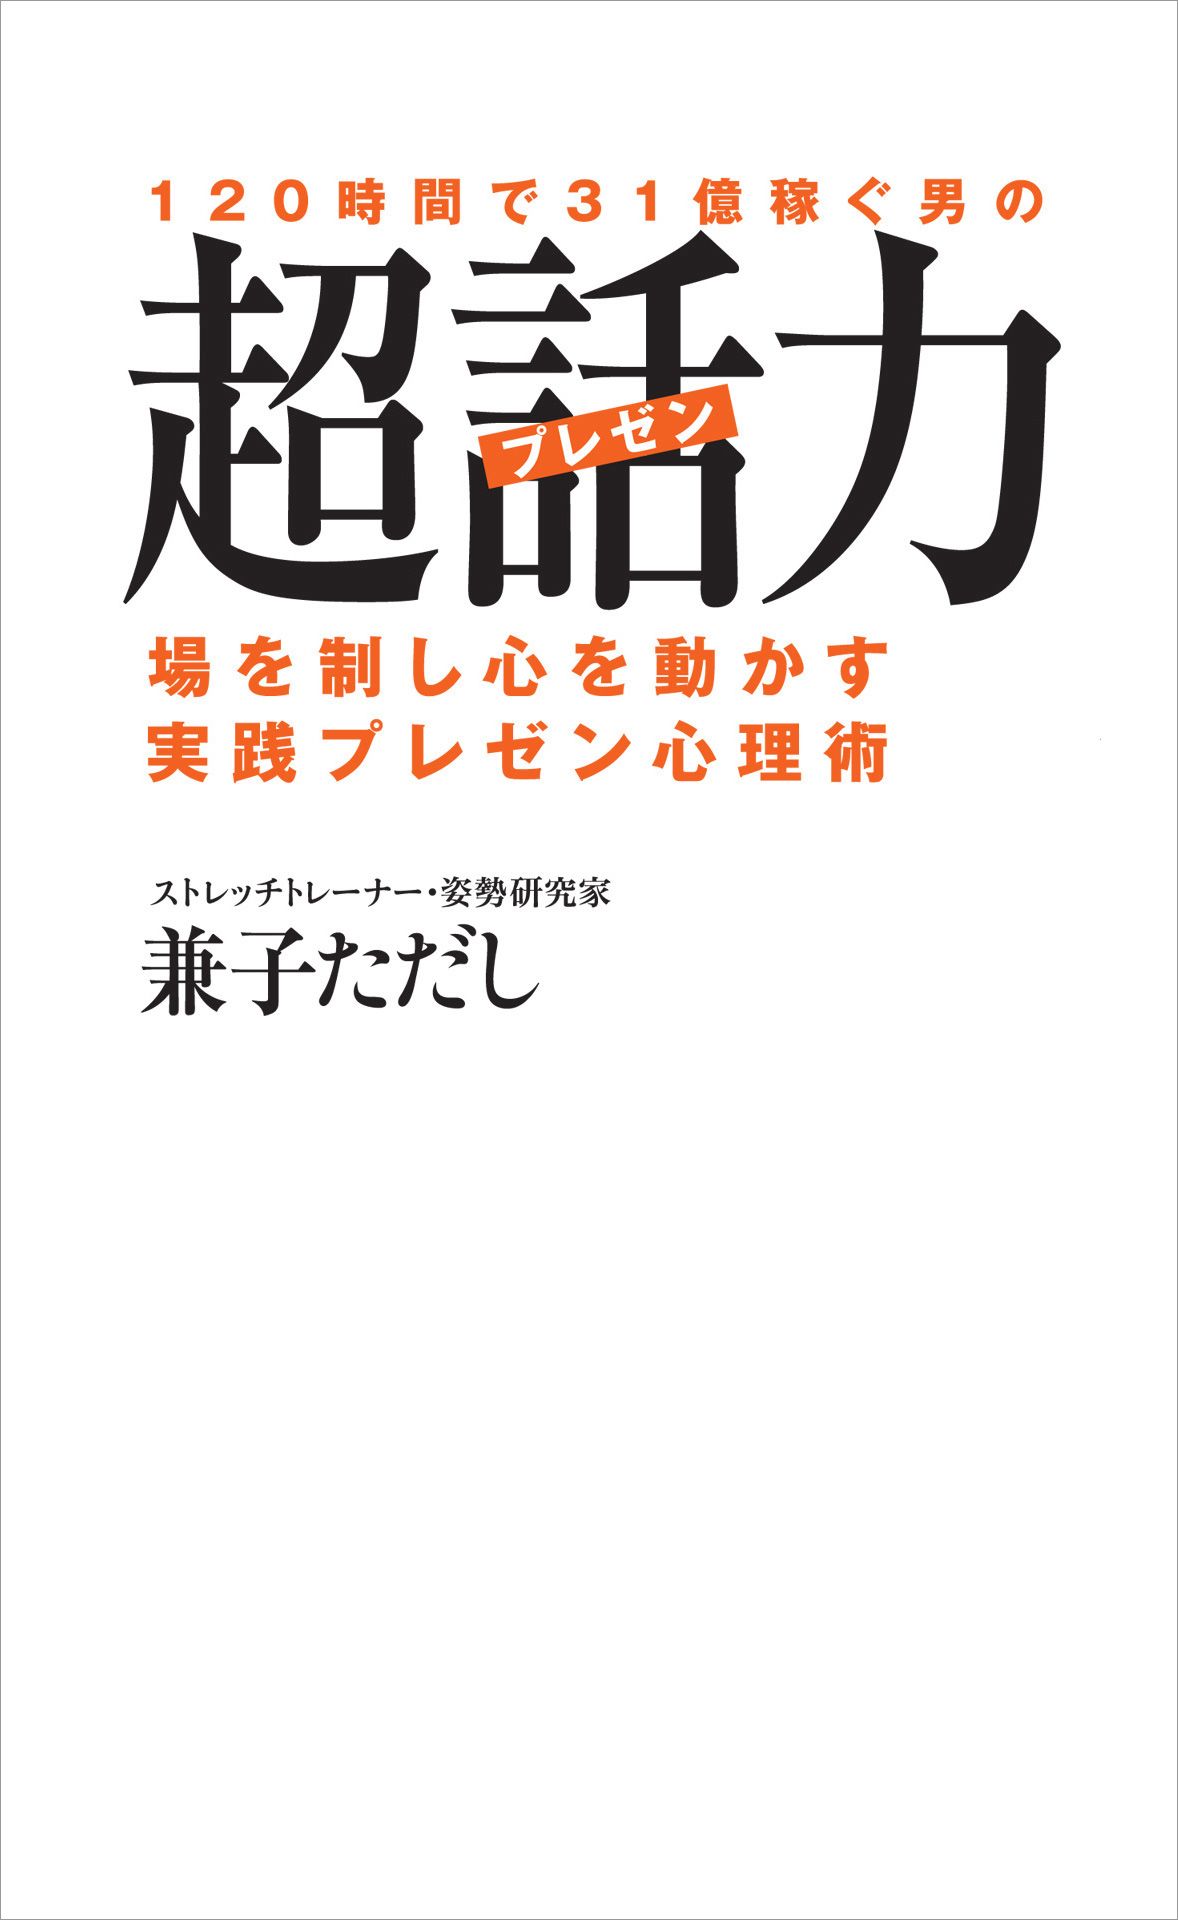 120時間で31億稼ぐ男の
超話力
プレゼン
場を制し心を動かす
実践プレゼン心理術
ストレッチトレーナー・姿勢研究家
兼子ただし